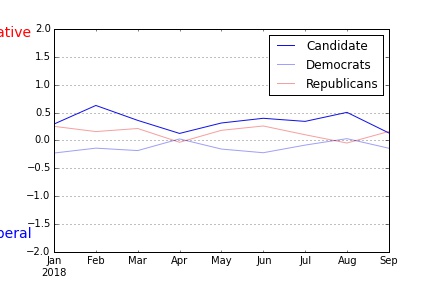 ative
2.0
1.5
1.0
0.5
0.0
−0.5
−1.0
−1.5
−2.0
peral
Candidate
Democrats
Republicans
Jan Feb Mar Apr May Jun Jul Aug Sep
2018